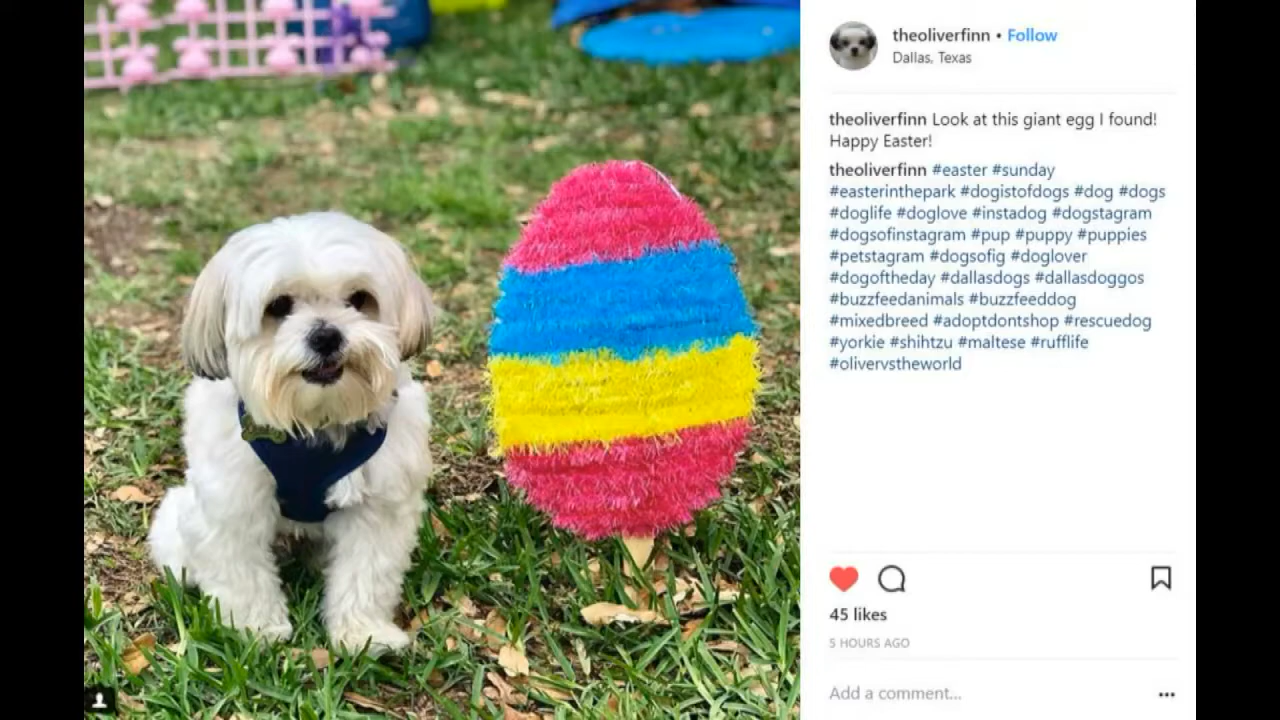 theoliverfinn • Follow
Dallas, Texas
theoliverfinn Look at this giant egg I found!
Happy Easter!
theoliverfinn #easter #sunday
#easterinthepark #dogistofdogs #dog #dogs
#doglife #doglove #instadog #dogstagram
#dogsofinstagram #pup #puppy #puppies
#petstagram #dogsofig #doglover
#dogoftheday #dallasdogs #dallasdoggos
#buzzfeedanimals #buzzfeeddog
#mixedbreed #adoptdontshop #rescuedog
#yorkie #shihtzu #maltese #rufflife
#olivervstheworld
45 likes
5 HOURS AGO
Add a comment...